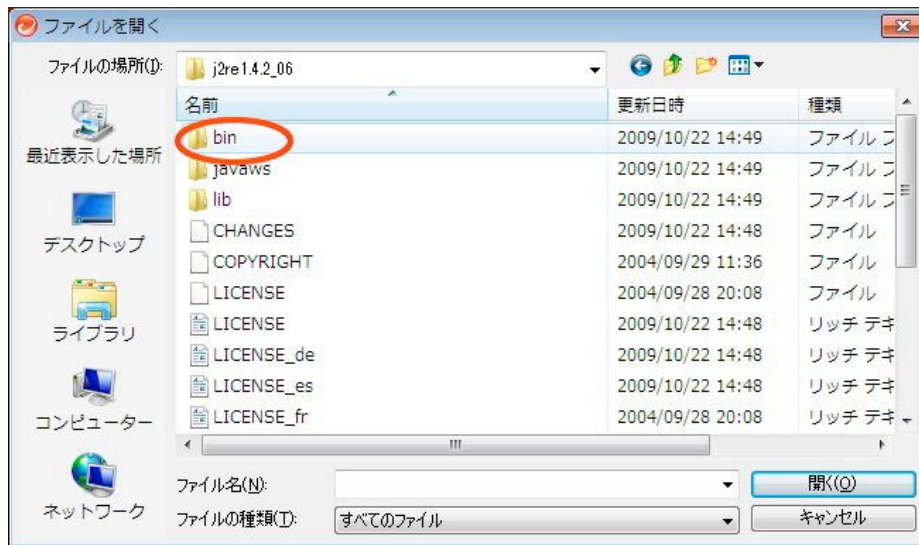 ファイルを開く
ファイルの場所(I): j2re1.4.2_06
名前 更新日時 種類
bin 2009/10/22 14:49 ファイル フ
javaws 2009/10/22 14:49 ファイル フ
lib 2009/10/22 14:49 ファイル フ
CHANGES 2009/10/22 14:48 ファイル
COPYRIGHT 2004/09/29 11:36 ファイル
LICENSE 2004/09/28 20:08 ファイル
LICENSE 2009/10/22 14:48 リッチ テキ
LICENSE_de 2009/10/22 14:48 リッチ テキ
LICENSE_es 2009/10/22 14:48 リッチ テキ
LICENSE_fr 2004/09/28 20:08 リッチ テキ
最近表示した場所
デスクトップ
ライブラリ
コンピューター
ネットワーク
ファイル名(N): 開く(O)
ファイルの種類(T): すべてのファイル キャンセル